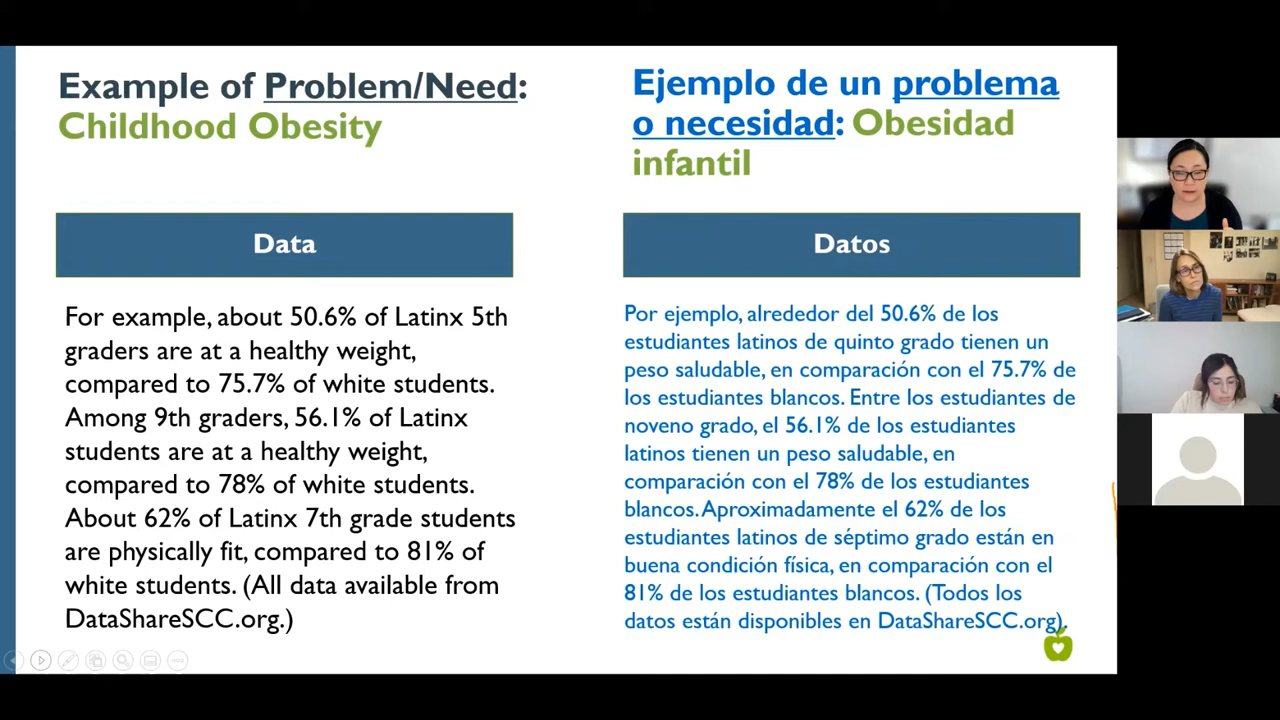 Example of Problem/Need:
Childhood Obesity
Data
For example, about 50.6% of Latinx 5th
graders are at a healthy weight,
compared to 75.7% of white students.
Among 9th graders, 56.1% of Latinx
students are at a healthy weight,
compared to 78% of white students.
About 62% of Latinx 7th grade students
are physically fit, compared to 81% of
white students. (All data available from
DataShareSCC.org.)
Ejemplo de un problema
o necesidad: Obesidad
infantil
Datos
Por ejemplo, alrededor del 50.6% de los
estudiantes latinos de quinto grado tienen un
peso saludable, en comparación con el 75.7% de
los estudiantes blancos. Entre los estudiantes de
noveno grado, el 56.1% de los estudiantes
latinos tienen un peso saludable, en
comparación con el 78% de los estudiantes
blancos. Aproximadamente el 62% de los
estudiantes latinos de séptimo grado están en
buena condición física, en comparación con el
81% de los estudiantes blancos. (Todos los
datos están disponibles en DataShareSCC.org).